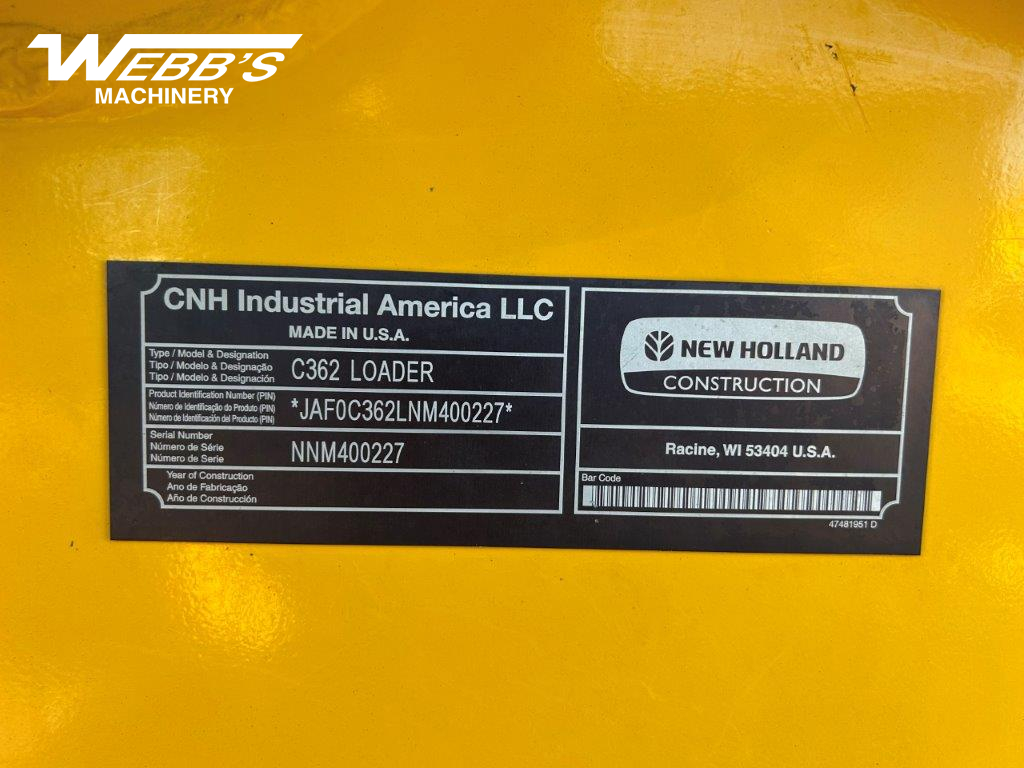 WEBB'S
MACHINERY
CNH Industrial America LLC
MADE IN U.S.A.
Type / Model & Designation
Tipo / Modelo & Designação
Tipo / Modelo & Designación
C362 LOADER
Product Identification Number (PIN)
Número de Identificação do Produto (PIN)
Número de Identificación del Producto (PIN)
*JAF0C362LNM400227*
Serial Number
Número de Série
Número de Serie
NNM400227
Year of Construction
Ano de Fabricação
Año de Construcción
NEW HOLLAND
CONSTRUCTION
Racine, WI 53404 U.S.A.
Bar Code
47481951 D